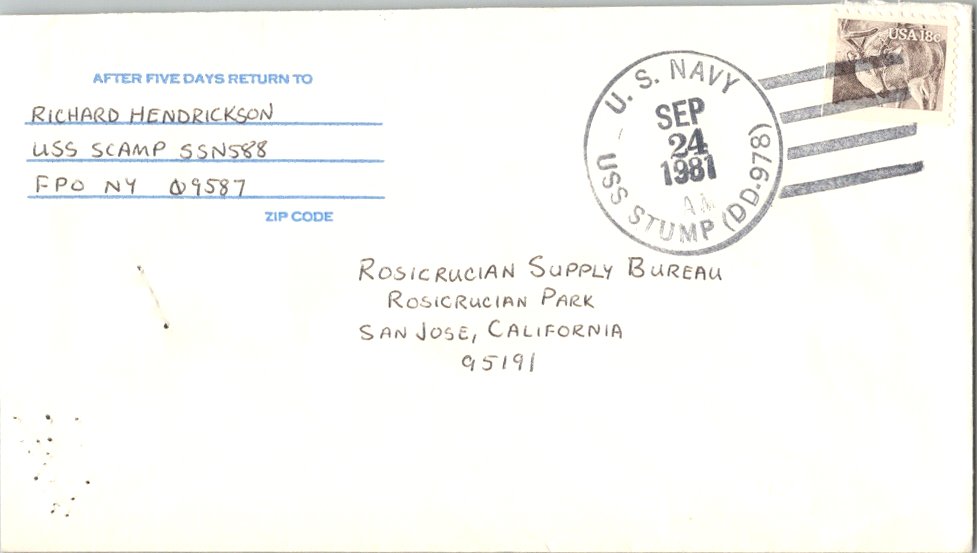 AFTER FIVE DAYS RETURN TO
RICHARD HENDRICKSON
USS SCAMP SSN588
FPO NY 09587
ZIP CODE
U. S. NAVY
SEP
24
1981
AM
USS STUMP (DD-978)
USA 18c
ROSICRUCIAN SUPPLY BUREAU
ROSICRUCIAN PARK
SAN JOSE, CALIFORNIA
95191